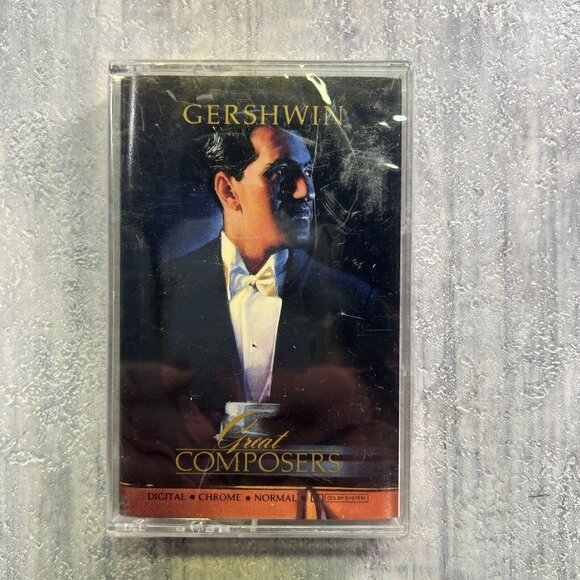 GERSHWIN
Great
COMPOSERS
DIGITAL • CHROME • NORMAL • DOLBY SYSTEM